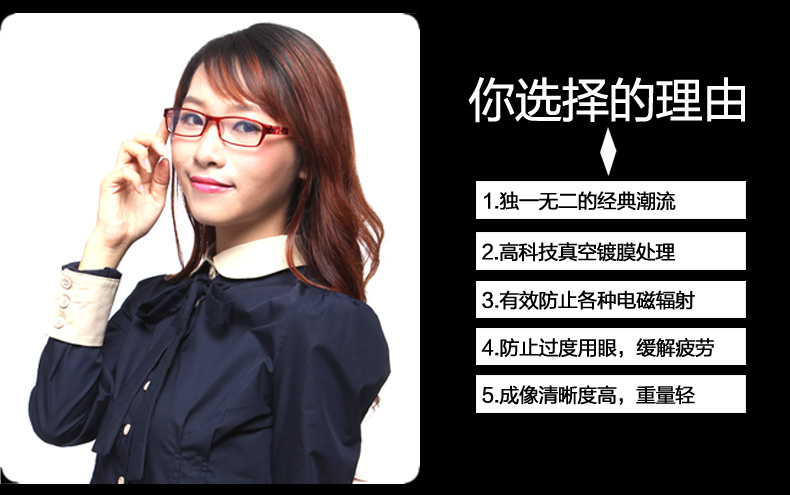 你选择的理由
1.独一无二的经典潮流
2.高科技真空镀膜处理
3.有效防止各种电磁辐射
4.防止过度用眼，缓解疲劳
5.成像清晰度高，重量轻